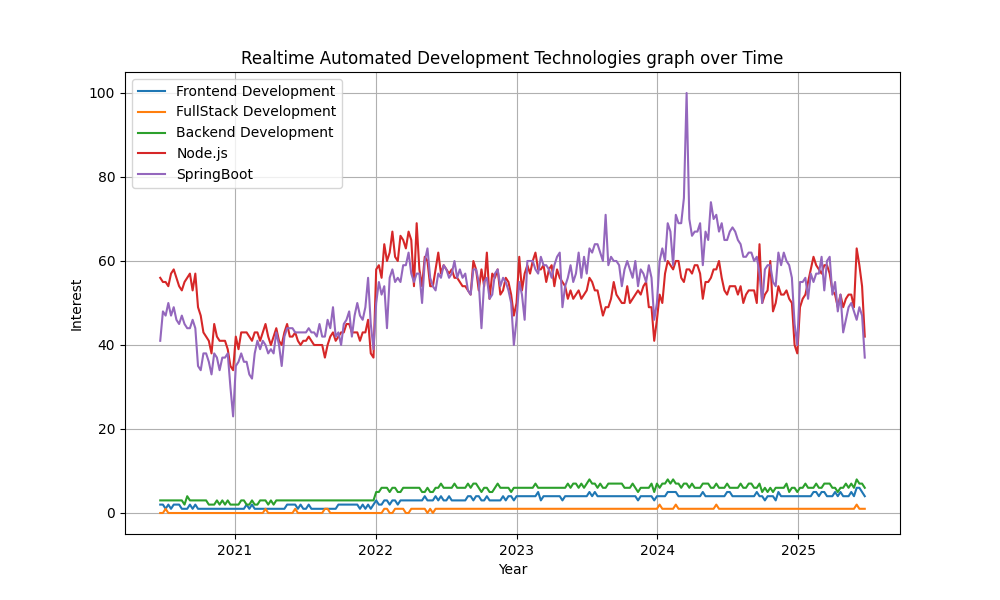 Realtime Automated Development Technologies graph over Time
Frontend Development
FullStack Development
Backend Development
Node.js
SpringBoot
100
80
60
40
20
0
Interest
2021 2022 2023 2024 2025
Year